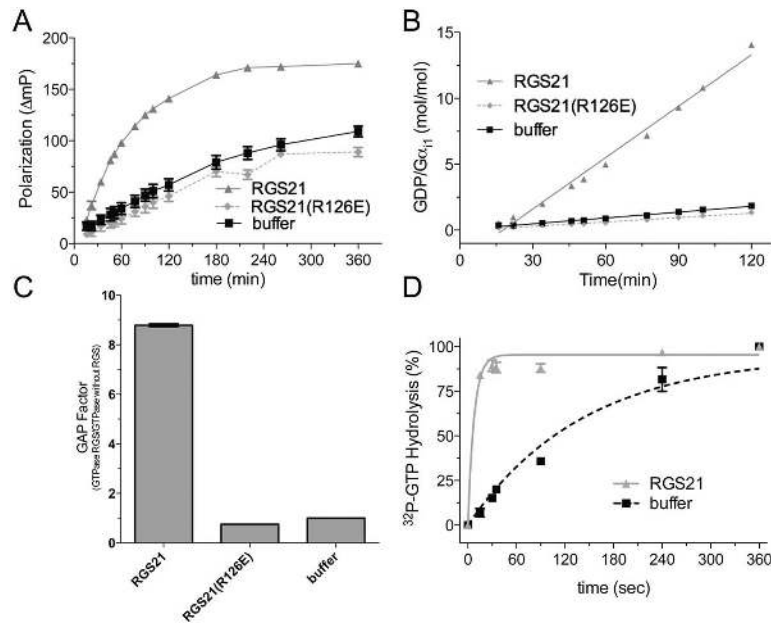 A
200
150
100
50
0
Polarization (ΔmP)
0 60 120 180 240 300 360
time (min)
RGS21
RGS21(R126E)
buffer
B
15
10
5
0
GDP/Gαi1 (mol/mol)
0 30 60 90 120
Time(min)
RGS21
RGS21(R126E)
buffer
C
10
8
6
4
2
0
GAP Factor
(GTPase RGS/GTPase without RGS)
RGS21
RGS21(R126E)
buffer
D
100
75
50
25
0
32P-GTP Hydrolysis (%)
0 60 120 180 240 300 360
time (sec)
RGS21
buffer